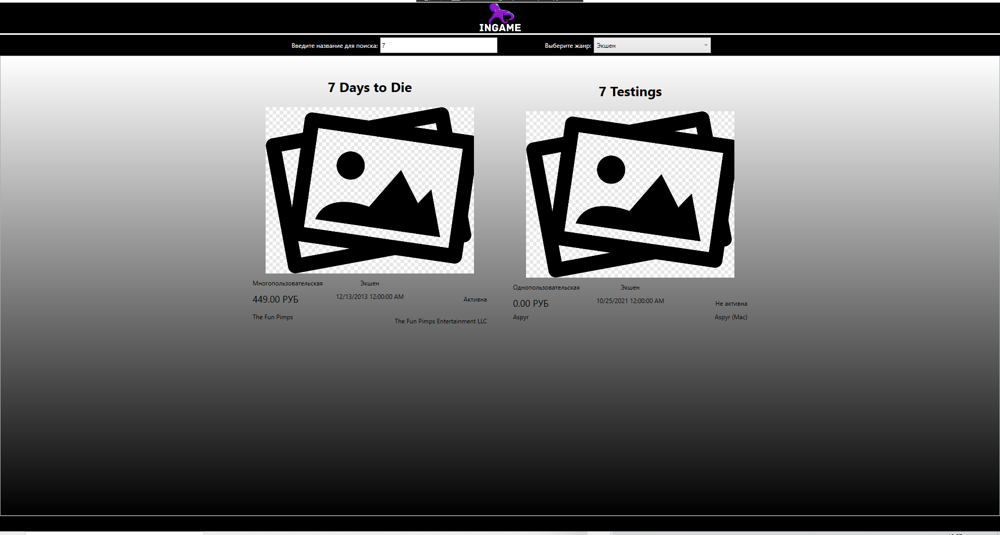 INGAME
Введите название для поиска: 7
Выберите жанр: Экшен
7 Days to Die
Многопользовательская Экшен
12/13/2013 12:00:00 AM
449.00 РУБ Активна
The Fun Pimps
The Fun Pimps Entertainment LLC
7 Testings
Однопользовательская Экшен
10/25/2021 12:00:00 AM
0.00 РУБ Не активна
Aspyr Aspyr (Mac)